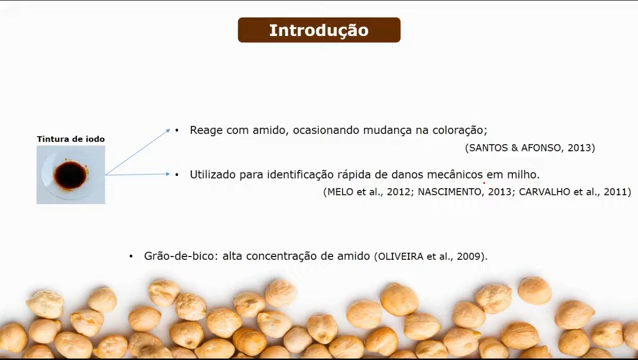 Introdução
Tintura de iodo
• Reage com amido, ocasionando mudança na coloração;
(SANTOS & AFONSO, 2013)
• Utilizado para identificação rápida de danos mecânicos em milho.
(MELO et al., 2012; NASCIMENTO, 2013; CARVALHO et al., 2011)
• Grão-de-bico: alta concentração de amido (OLIVEIRA et al., 2009).